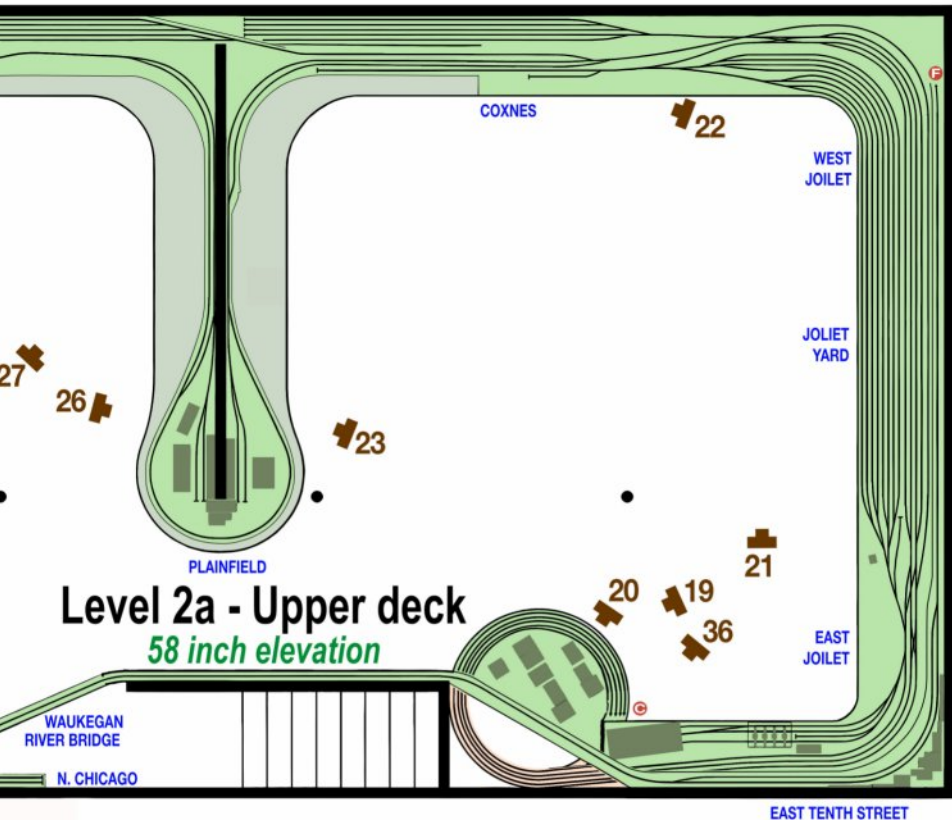 F
COXNES
22
WEST
JOILET
JOLIET
YARD
27
26
23
21
PLAINFIELD
Level 2a - Upper deck
58 inch elevation
20
19
36
EAST
JOILET
C
WAUKEGAN
RIVER BRIDGE
N. CHICAGO
EAST TENTH STREET